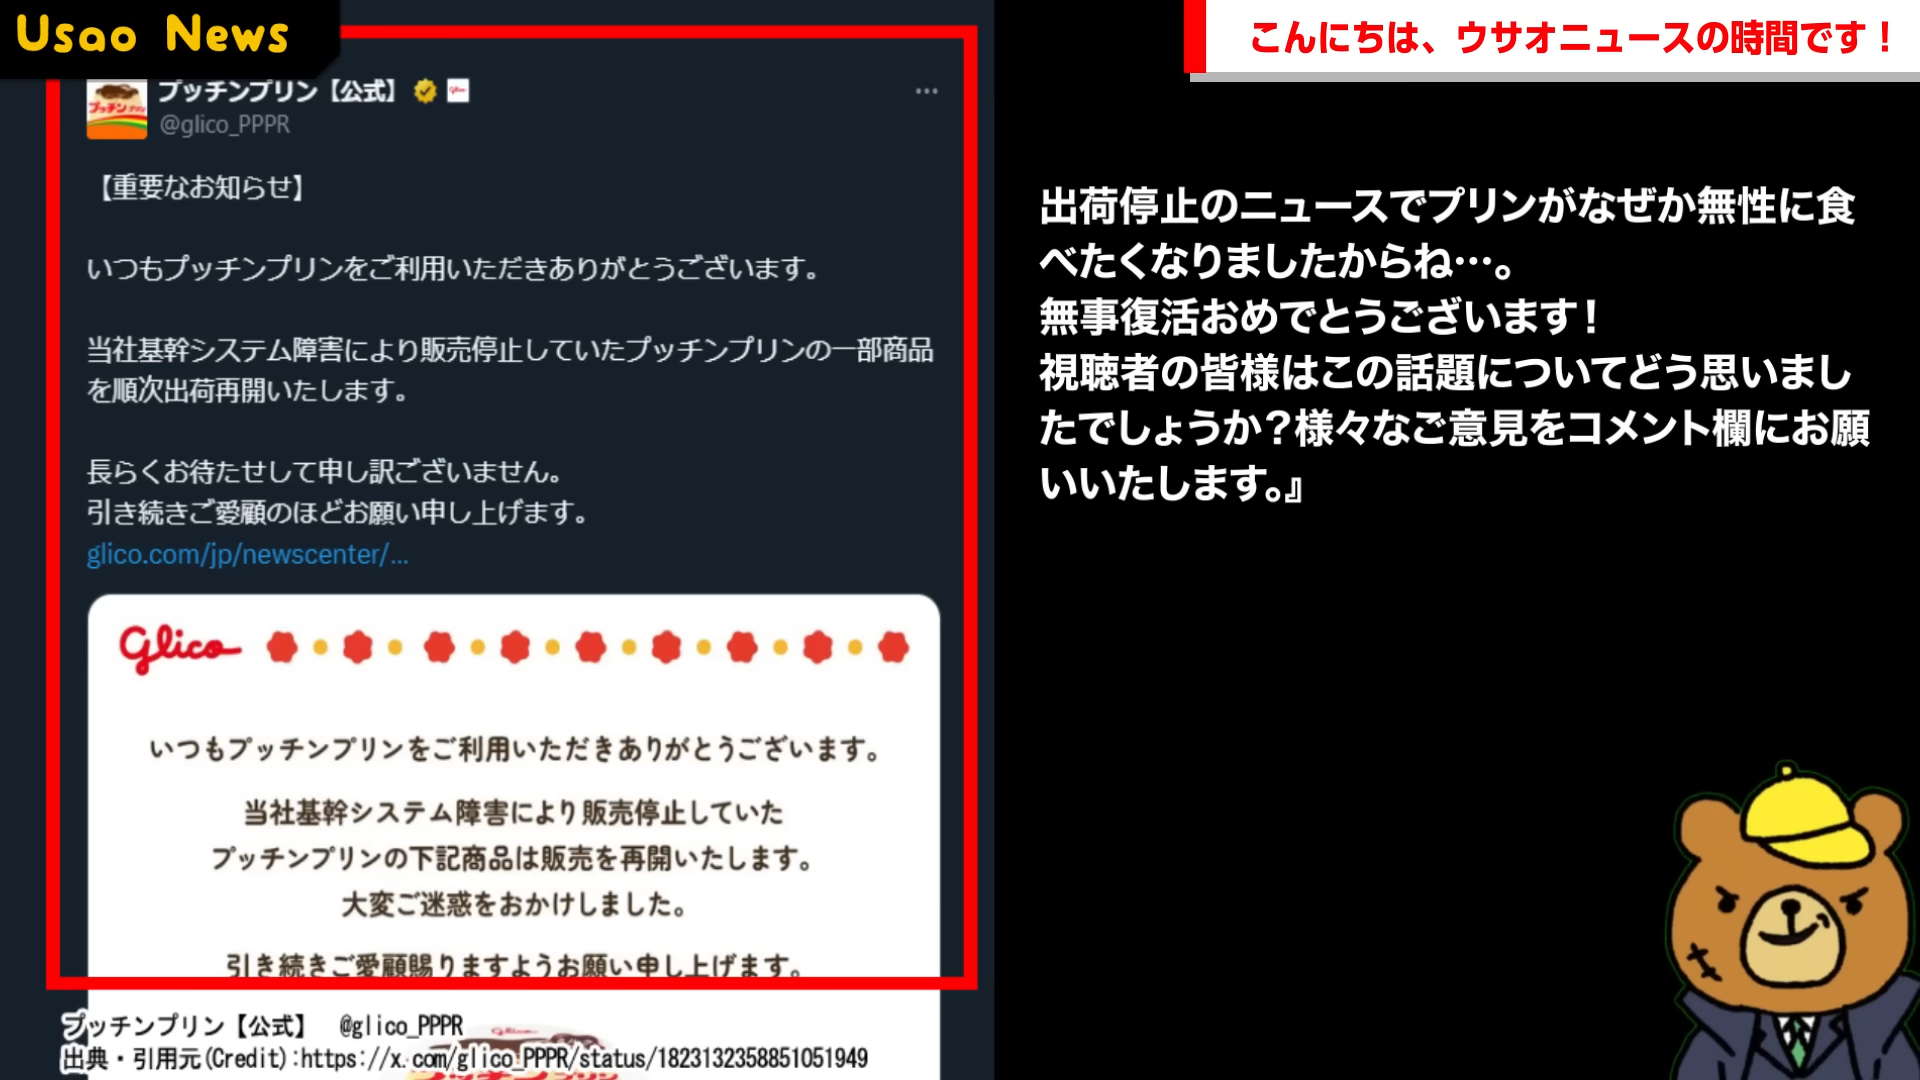 Usao News
こんにちは、ウサオニュースの時間です！
プッチンプリン【公式】
@glico_PPPR
【重要なお知らせ】
いつもプッチンプリンをご利用いただきありがとうございます。
当社基幹システム障害により販売停止していたプッチンプリンの一部商品
を順次出荷再開いたします。
長らくお待たせして申し訳ございません。
引き続きご愛顧のほどお願い申し上げます。
glico.com/jp/newscenter/...
Glico
いつもプッチンプリンをご利用いただきありがとうございます。
当社基幹システム障害により販売停止していた
プッチンプリンの下記商品は販売を再開いたします。
大変ご迷惑をおかけしました。
引き続きご愛顧賜りますようお願い申し上げます。
プッチンプリン【公式】 @glico_PPPR
出典・引用元(Credit):https://x.com/glico_PPPR/status/1823132358851051949
出荷停止のニュースでプリンがなぜか無性に食
べたくなりましたからね…。
無事復活おめでとうございます！
視聴者の皆様はこの話題についてどう思いまし
たでしょうか？様々なご意見をコメント欄にお願
いいたします。』